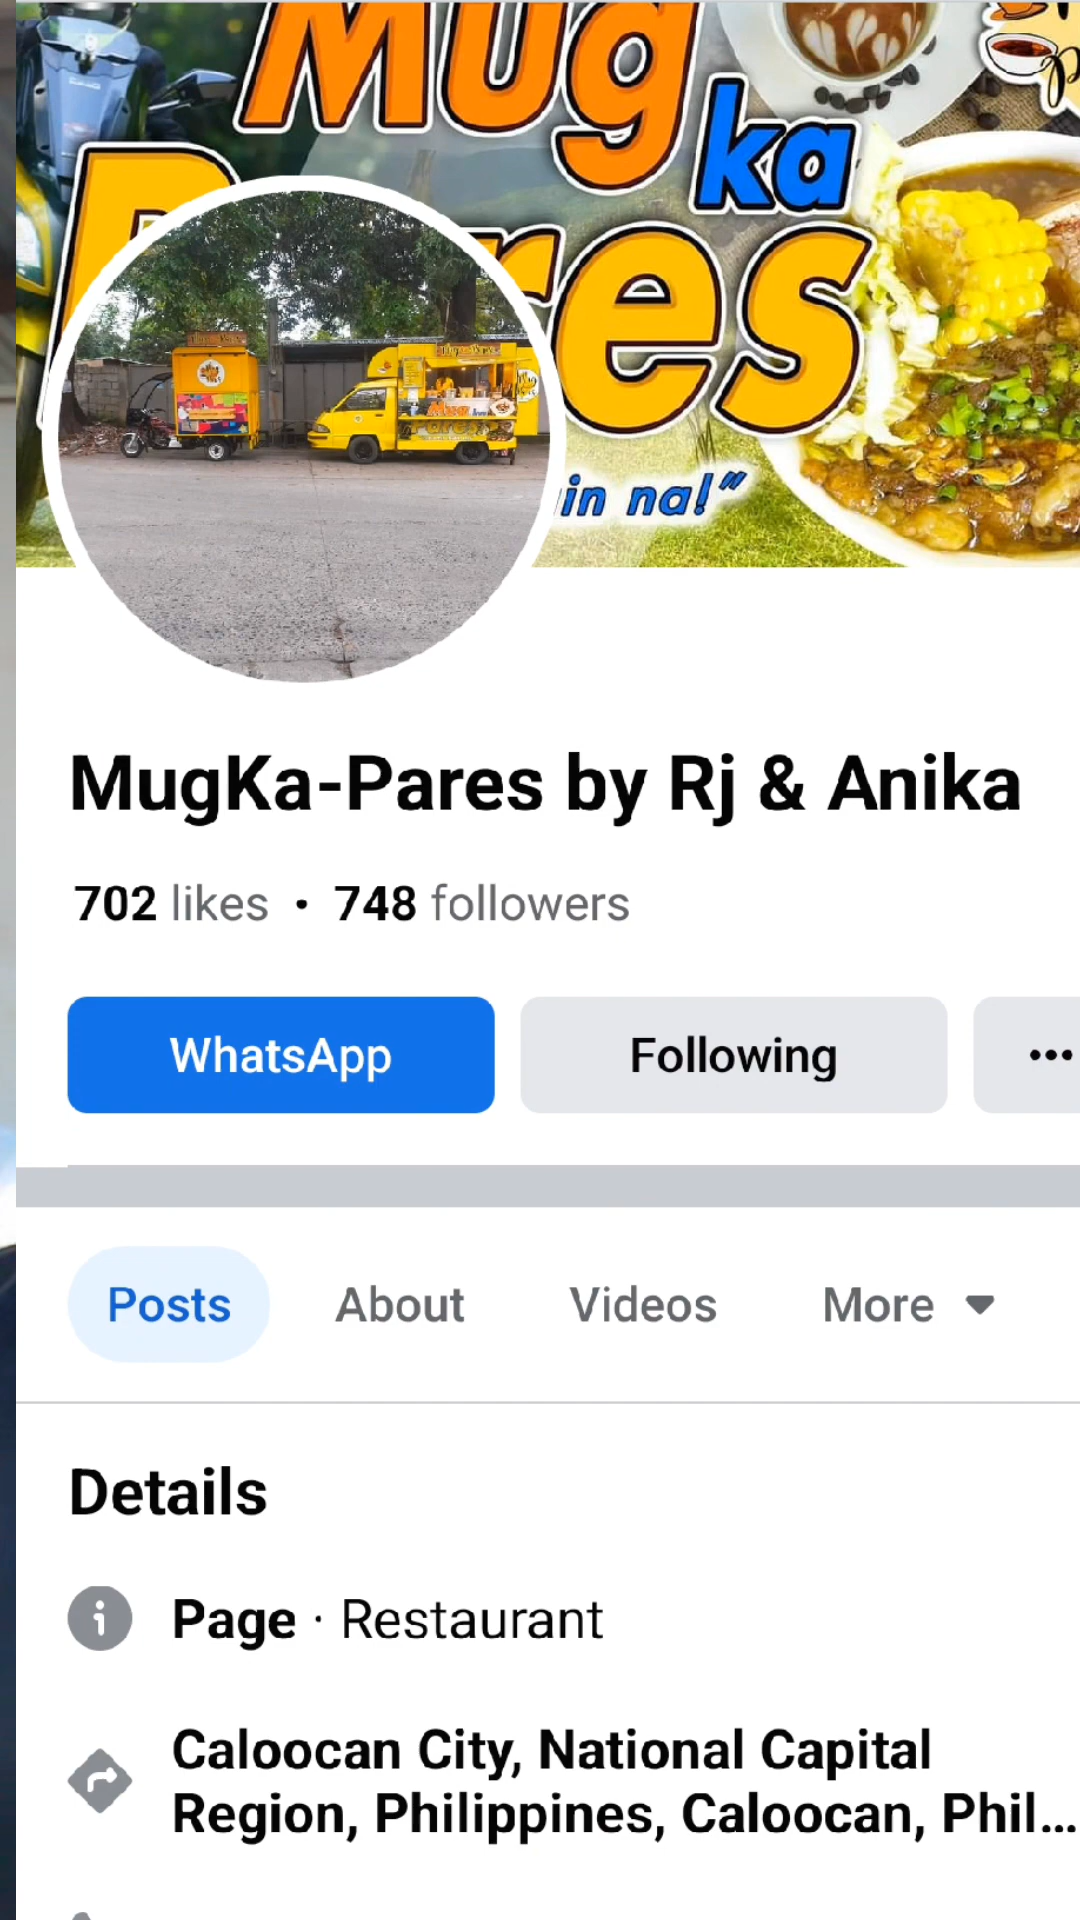 Mug
ka
Pares
in na!”
MugKa-Pares by Rj & Anika
702 likes · 748 followers
WhatsApp
Following
...
Posts
About
Videos
More
Details
Page · Restaurant
Caloocan City, National Capital
Region, Philippines, Caloocan, Phil...